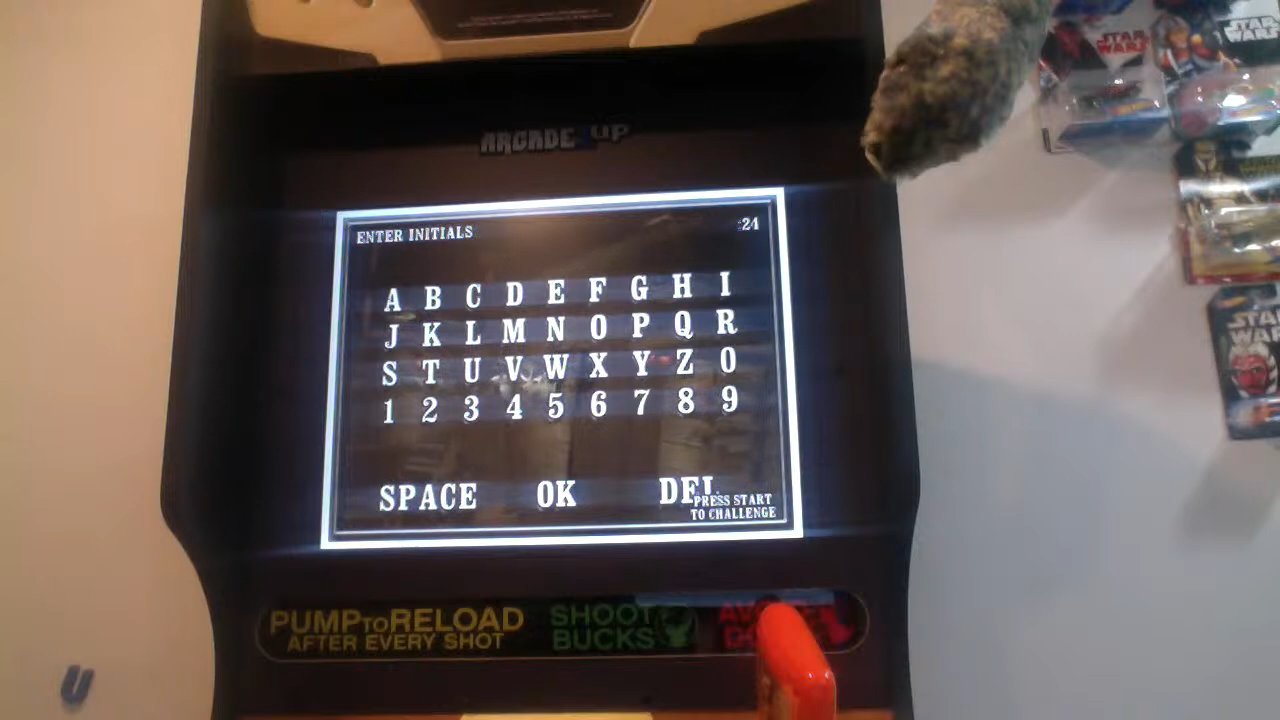 ARCADE1UP
STAR
WARS
STAR
WARS
ENTER INITIALS
:24
A B C D E F G H I
J K L M N O P Q R
S T U V W X Y Z 0
1 2 3 4 5 6 7 8 9
SPACE OK DEL
PRESS START
TO CHALLENGE
STAR
PUMP TO RELOAD
AFTER EVERY SHOT
SHOOT
BUCKS
U